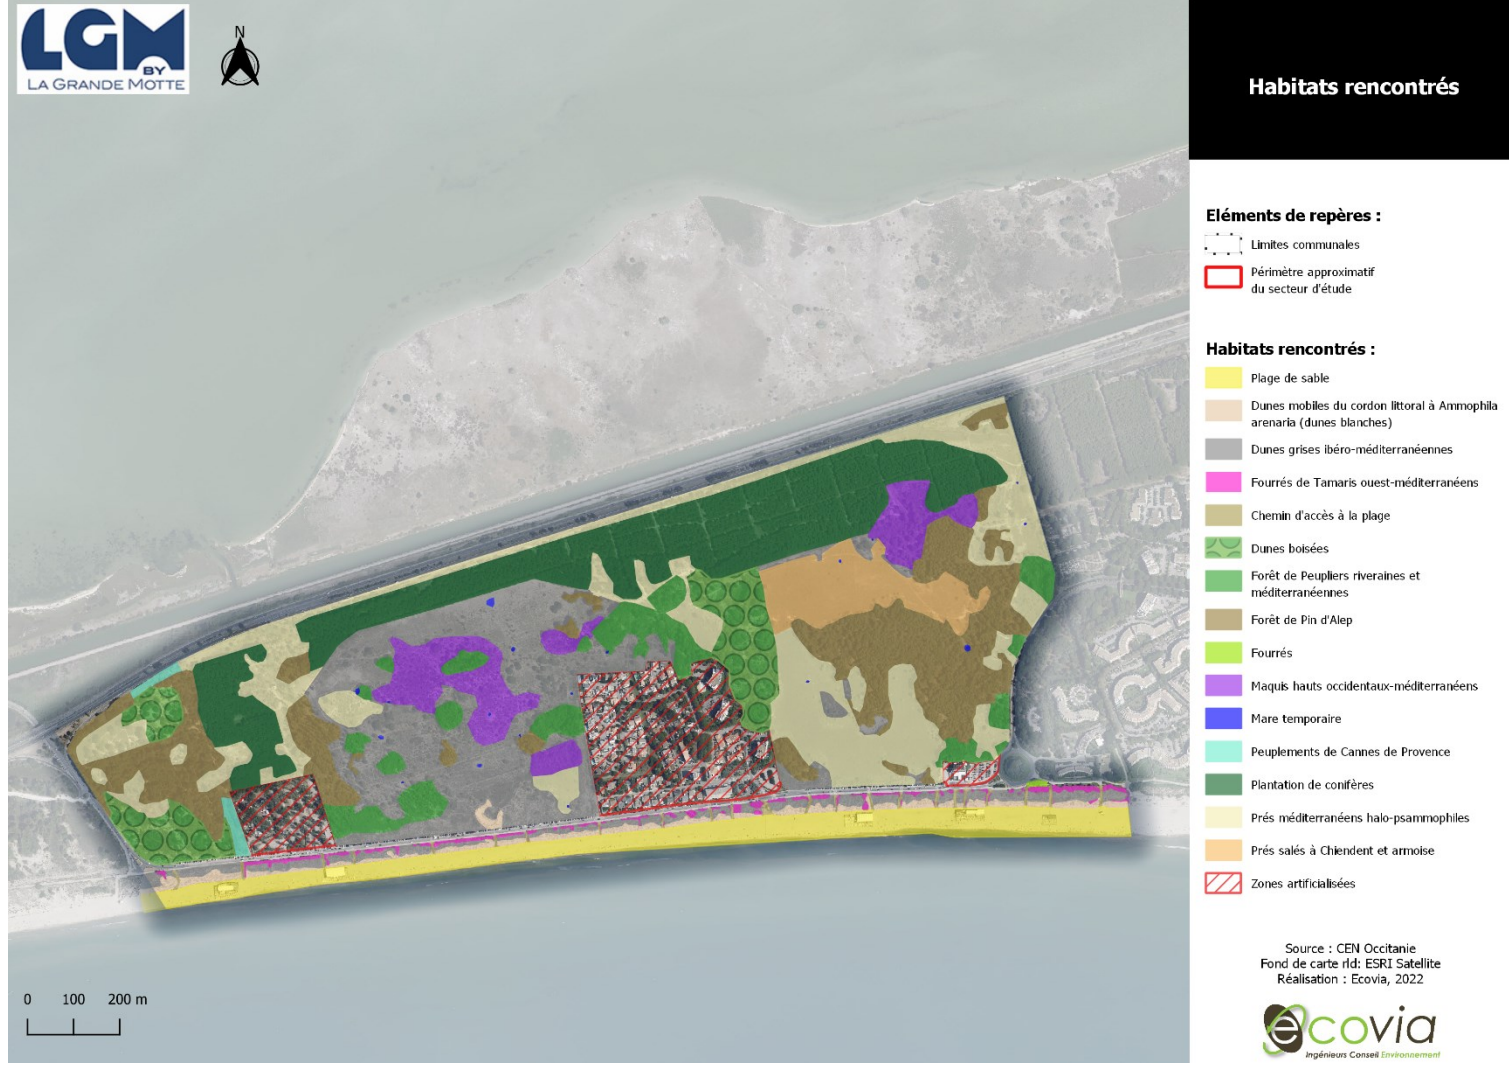 LGM
BY
LA GRANDE MOTTE
N
Habitats rencontrés
Eléments de repères :
Limites communales
Périmètre approximatif
du secteur d'étude
Habitats rencontrés :
Plage de sable
Dunes mobiles du cordon littoral à Ammophila
arenaria (dunes blanches)
Dunes grises ibéro-méditerranéennes
Fourrés de Tamaris ouest-méditerranéens
Chemin d'accès à la plage
Dunes boisées
Forêt de Peupliers riveraines et
méditerranéennes
Forêt de Pin d'Alep
Fourrés
Maquis hauts occidentaux-méditerranéens
Mare temporaire
Peuplements de Cannes de Provence
Plantation de conifères
Prés méditerranéens halo-psammophiles
Prés salés à Chiendent et armoise
Zones artificialisées
Source : CEN Occitanie
Fond de carte rld: ESRI Satellite
Réalisation : Ecovia, 2022
écovia
Ingénieurs Conseil Environnement
0 100 200 m